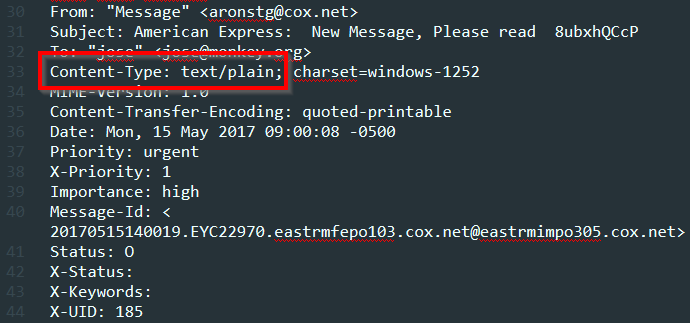 30 From: "Message" <aronstg@cox.net>
31 Subject: American Express:  New Message, Please read  8ubxhQCcP
32 To: "jose" <jose@monkey.org>
33 Content-Type: text/plain; charset=windows-1252
34 MIME-Version: 1.0
35 Content-Transfer-Encoding: quoted-printable
36 Date: Mon, 15 May 2017 09:00:08 -0500
37 Priority: urgent
38 X-Priority: 1
39 Importance: high
40 Message-Id: <
20170515140019.EYC22970.eastrmfepo103.cox.net@eastrmimpo305.cox.net>
41 Status: O
42 X-Status:
43 X-Keywords:
44 X-UID: 185